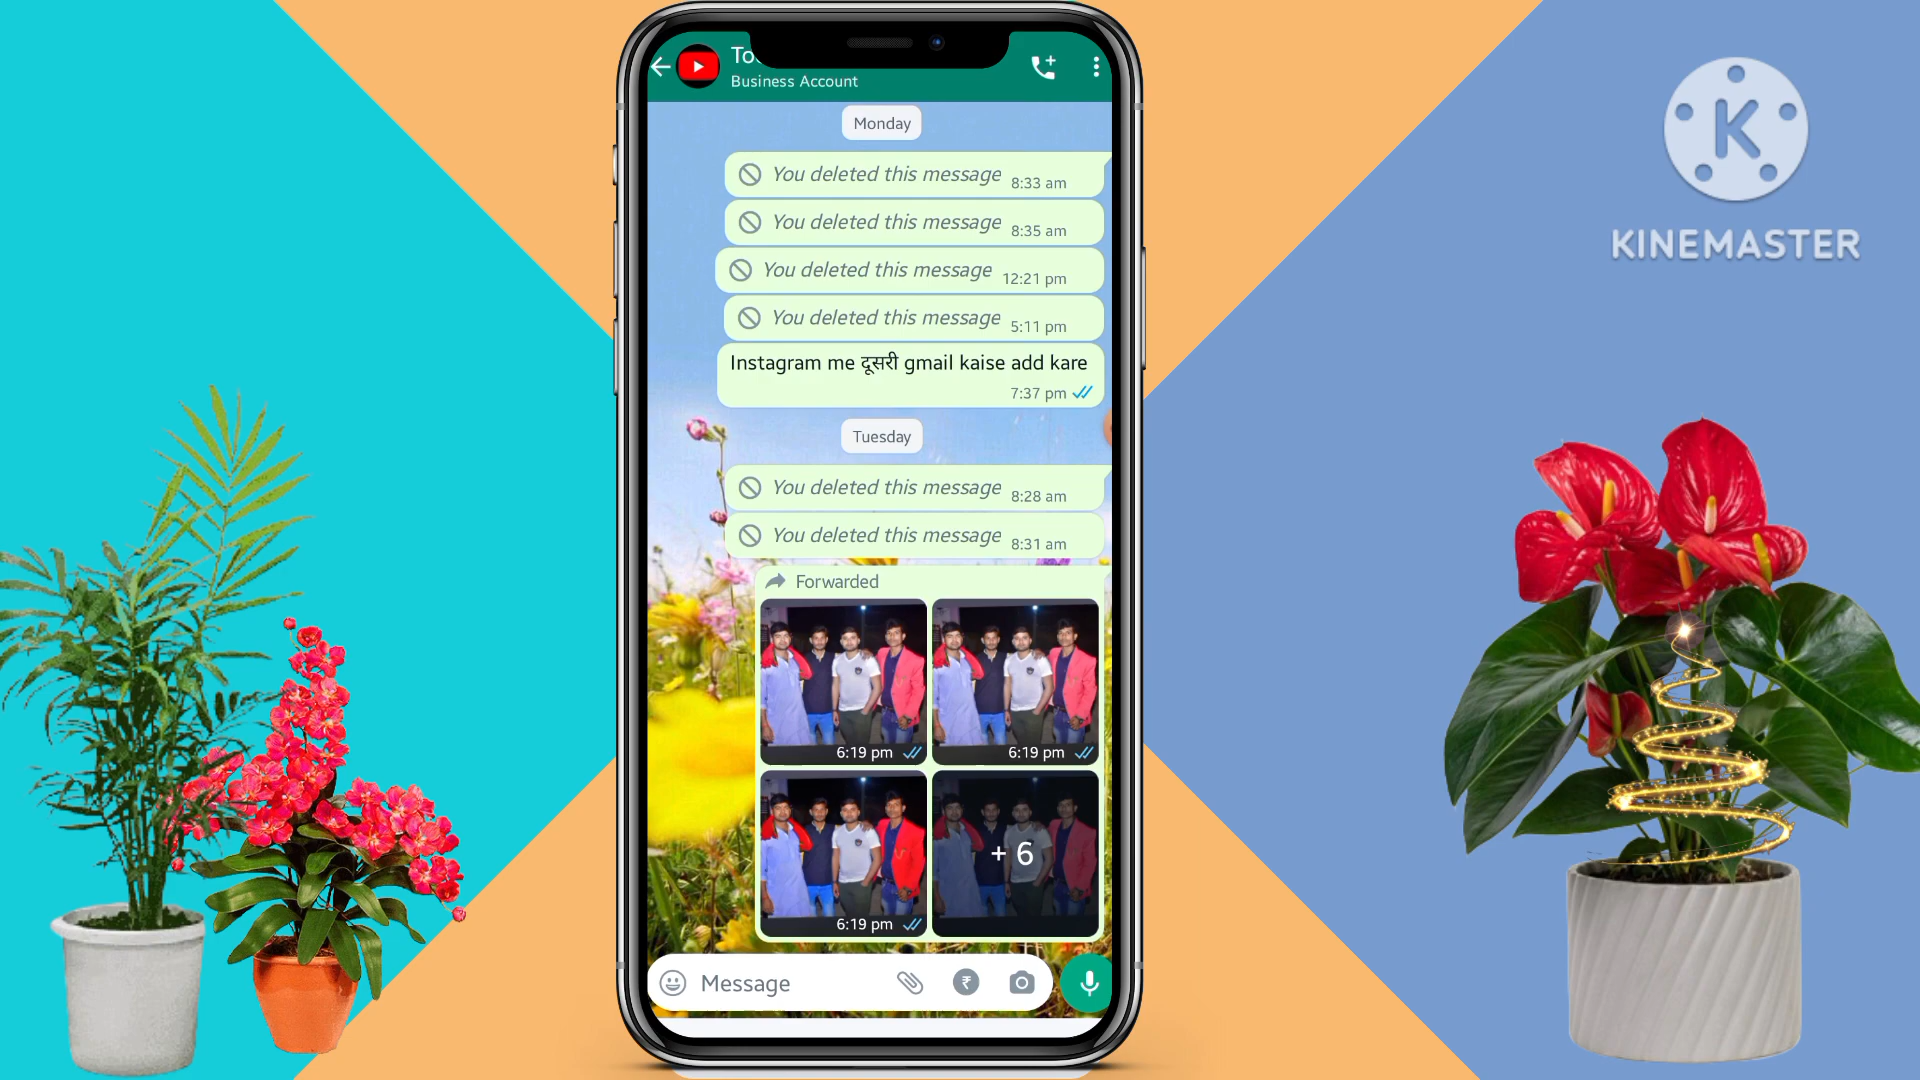 Business Account
Monday
You deleted this message 8:33 am
You deleted this message 8:35 am
You deleted this message 12:21 pm
You deleted this message 5:11 pm
Instagram me दूसरी gmail kaise add kare
7:37 pm
Tuesday
You deleted this message 8:28 am
You deleted this message 8:31 am
Forwarded
6:19 pm
6:19 pm
6:19 pm
+ 6
Message
K
KINEMASTER